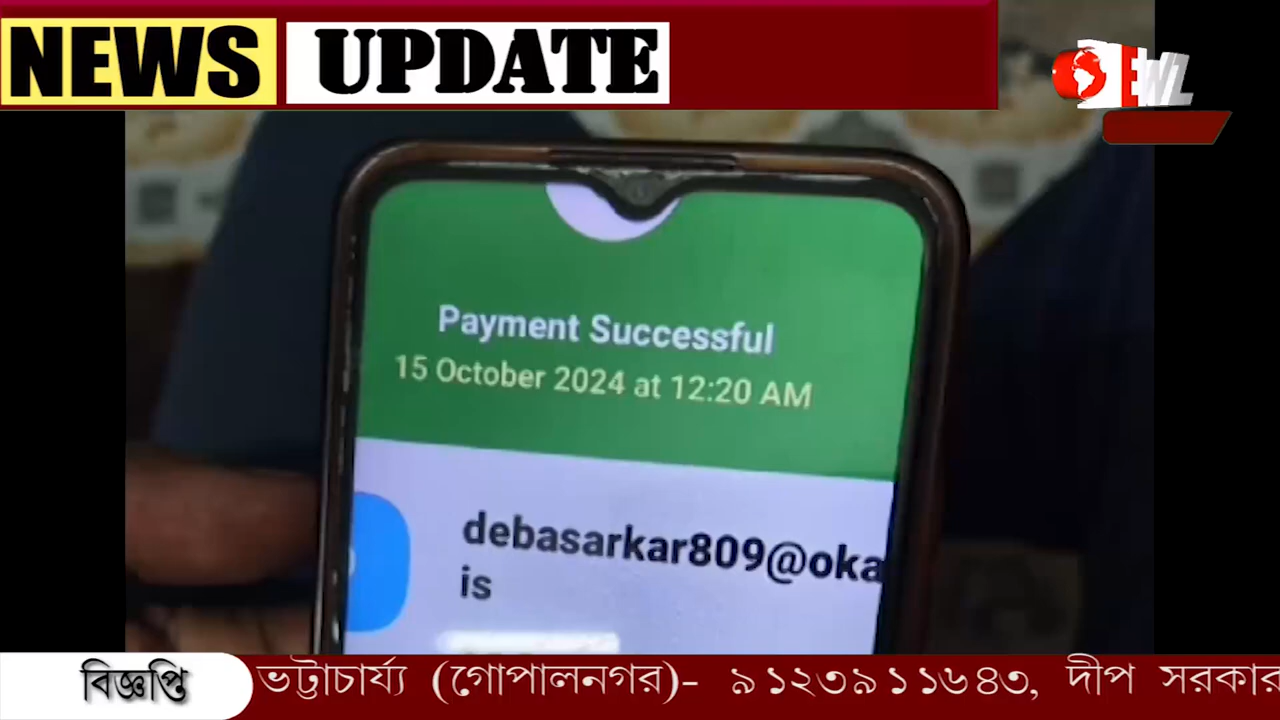 NEWS UPDATE
EWZ
Payment Successful
15 October 2024 at 12:20 AM
debasarkar809@oka
is
বিজ্ঞপ্তি
ভট্টাচার্য্য (গোপালনগর)- ৯১২৩৯১১৬৪৩, দীপ সরকার